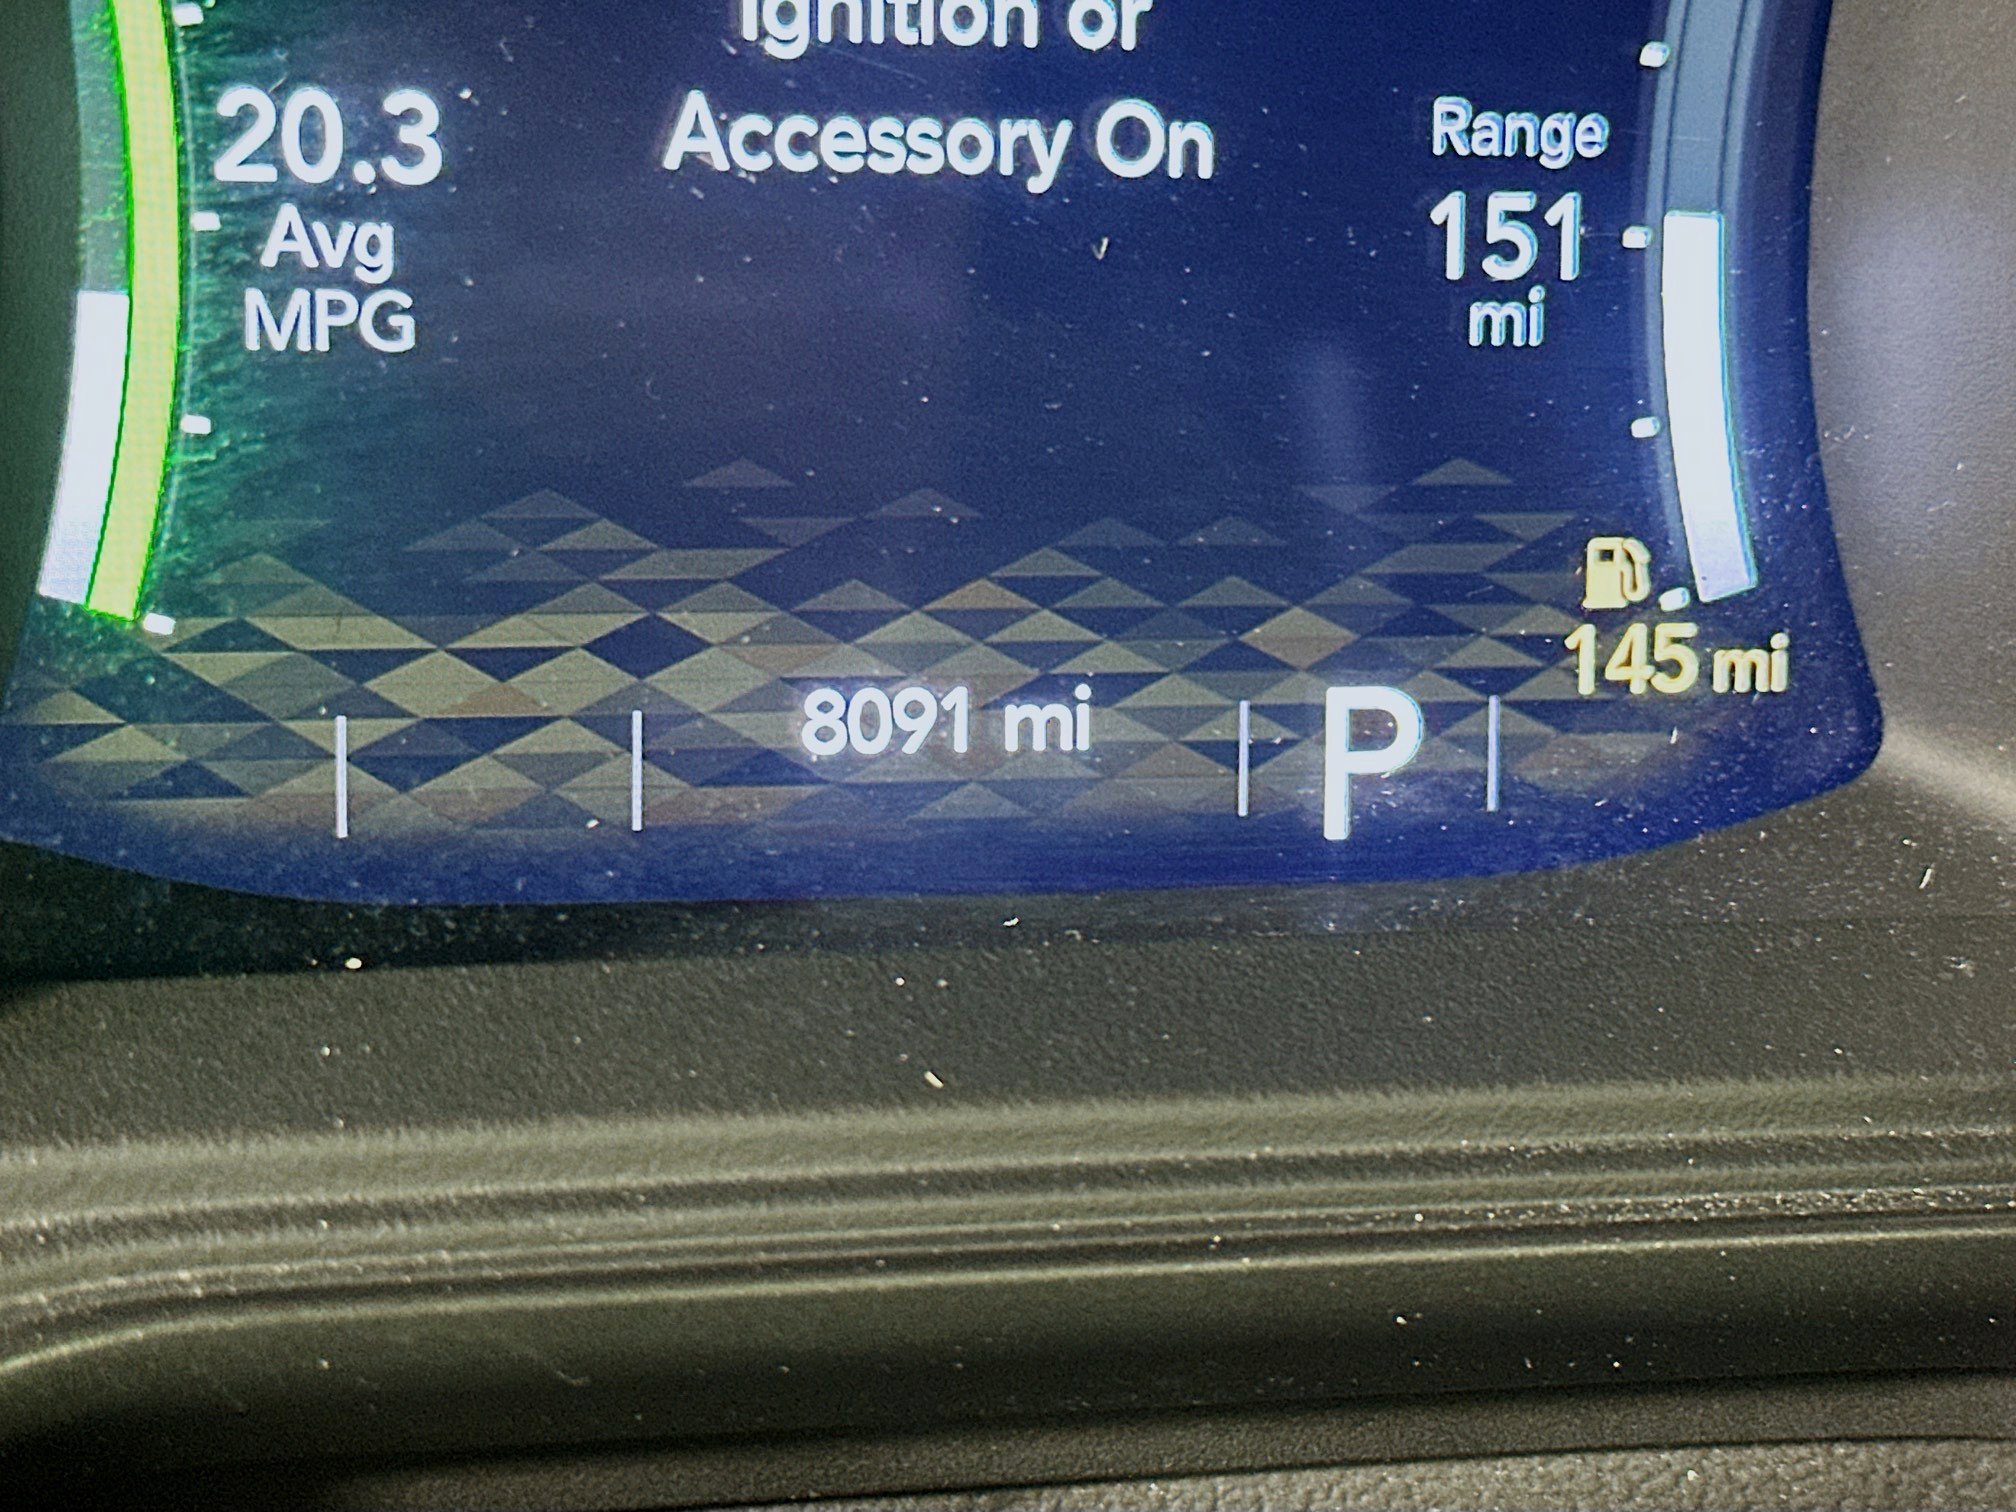 Ignition or
Accessory On
20.3
Avg
MPG
Range
151
mi
145 mi
8091 mi
P